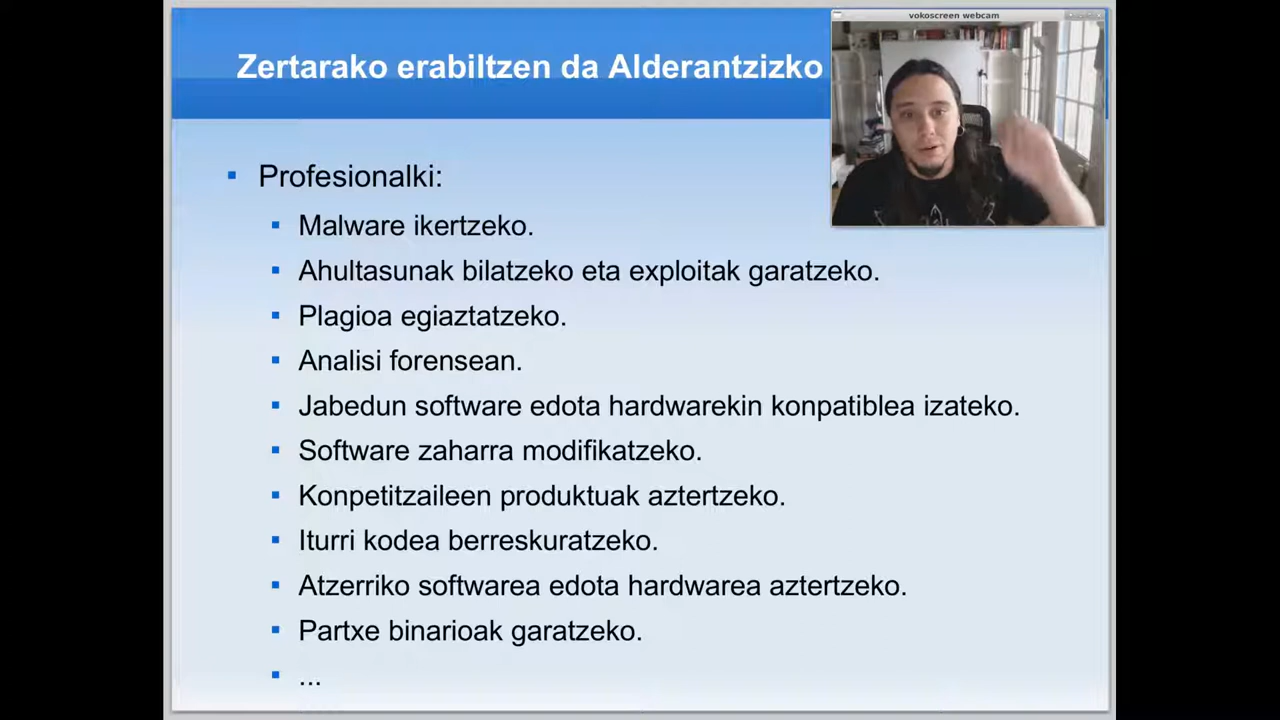 vokoscreen webcam
Zertarako erabiltzen da Alderantzizko
Profesionalki:
Malware ikertzeko.
Ahultasunak bilatzeko eta exploitak garatzeko.
Plagioa egiaztatzeko.
Analisi forensean.
Jabedun software edota hardwarekin konpatiblea izateko.
Software zaharra modifikatzeko.
Konpetitzaileen produktuak aztertzeko.
Iturri kodea berreskuratzeko.
Atzerriko softwarea edota hardwarea aztertzeko.
Partxe binarioak garatzeko.
...